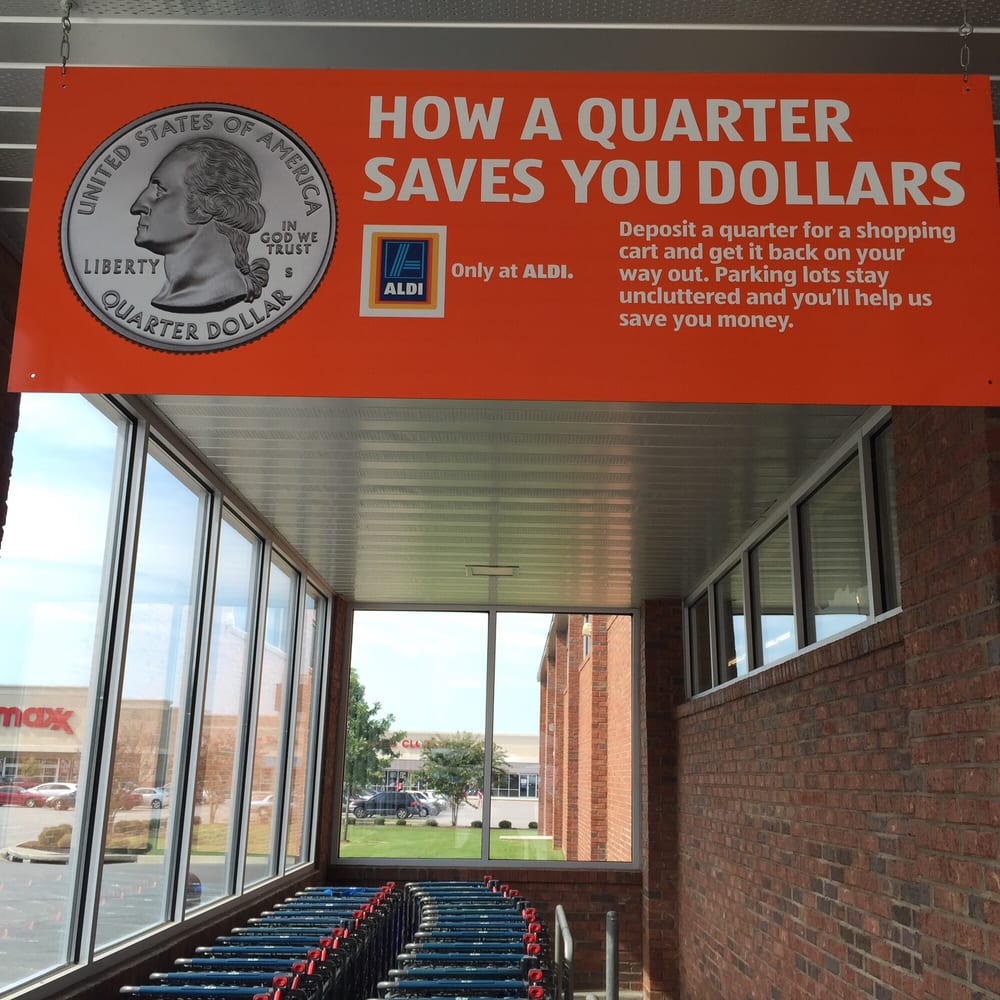 HOW A QUARTER
SAVES YOU DOLLARS
UNITED STATES OF AMERICA
IN
GOD WE
TRUST
LIBERTY
S
QUARTER DOLLAR
ALDI
Only at ALDI.
Deposit a quarter for a shopping
cart and get it back on your
way out. Parking lots stay
uncluttered and you'll help us
save you money.
maxx